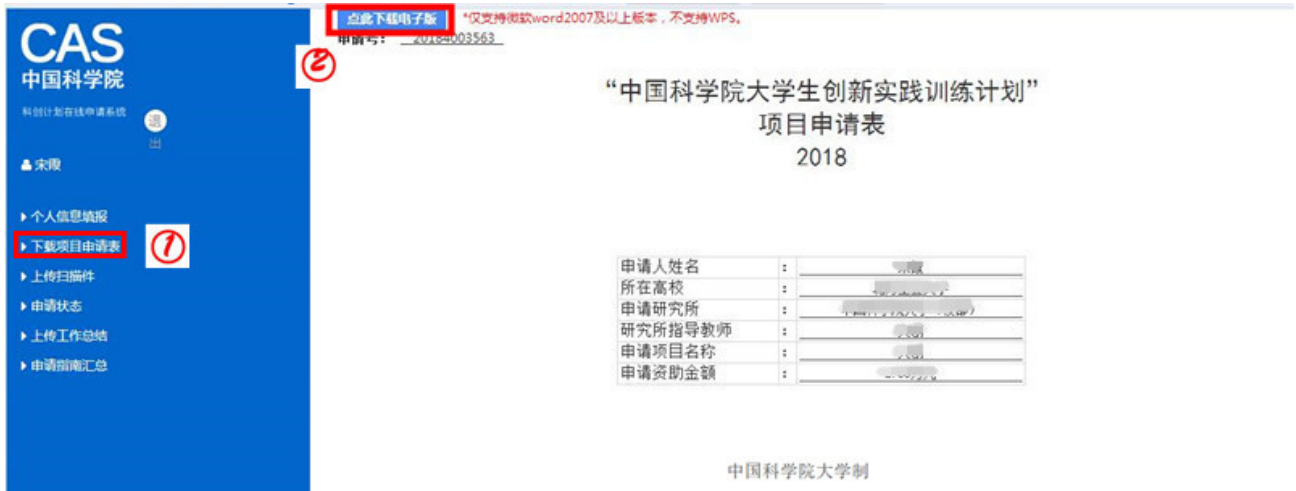 CAS
中国科学院
科创计划在线申请系统
退
出
宋霞
个人信息填报
下载项目申请表
①
上传扫描件
申请状态
上传工作总结
申请指南汇总
点此下载电子版 *仅支持微软word2007及以上版本，不支持WPS。
②
申请号： 20184003563
“中国科学院大学生创新实践训练计划”
项目申请表
2018
申请人姓名 ：
所在高校 ：
申请研究所 ：
研究所指导教师 ：
申请项目名称 ：
申请资助金额 ：
中国科学院大学制